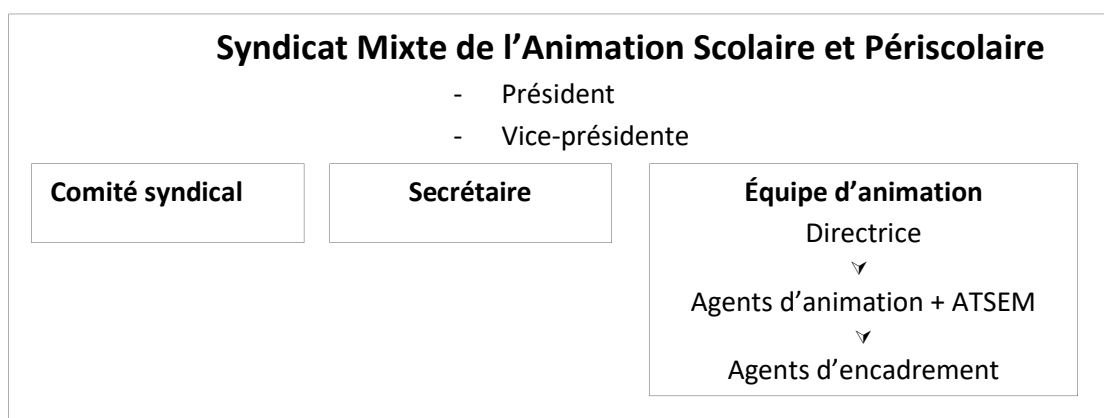 Syndicat Mixte de l’Animation Scolaire et Périscolaire
- Président
- Vice-présidente
Comité syndical
Secrétaire
Équipe d’animation
Directrice
Agents d’animation + ATSEM
Agents d’encadrement